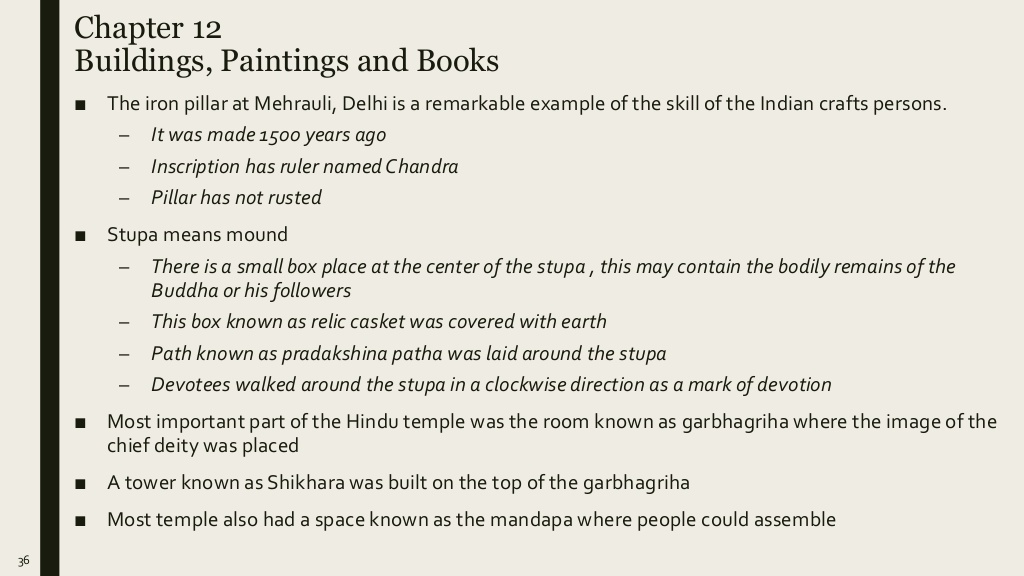 Chapter 12
Buildings, Paintings and Books
■ The iron pillar at Mehrauli, Delhi is a remarkable example of the skill of the Indian crafts persons.
– It was made 1500 years ago
– Inscription has ruler named Chandra
– Pillar has not rusted
■ Stupa means mound
– There is a small box place at the center of the stupa , this may contain the bodily remains of the
Buddha or his followers
– This box known as relic casket was covered with earth
– Path known as pradakshina patha was laid around the stupa
– Devotees walked around the stupa in a clockwise direction as a mark of devotion
■ Most important part of the Hindu temple was the room known as garbhagriha where the image of the
chief deity was placed
■ A tower known as Shikhara was built on the top of the garbhagriha
■ Most temple also had a space known as the mandapa where people could assemble
36